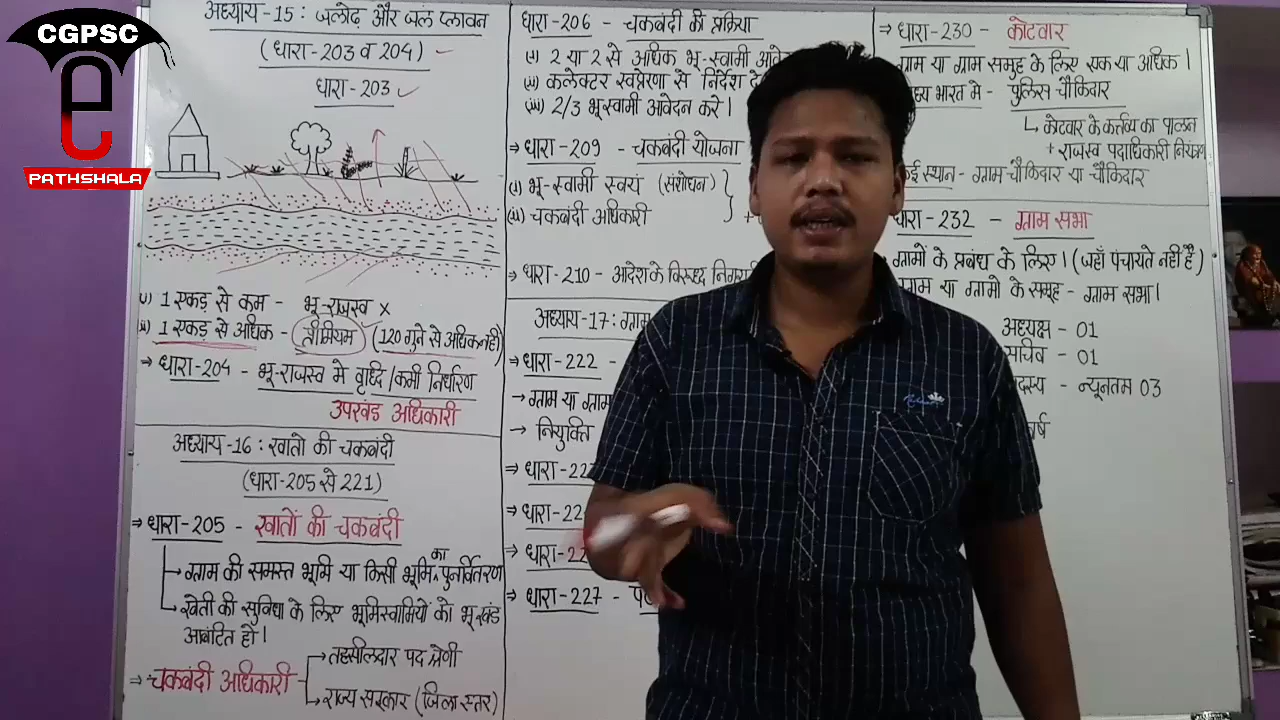 CGPSC
e
PATHSHALA
अध्याय-15: जलोढ़ और जल प्लावन
(धारा-203 व 204)
धारा-203
(i) 1 एकड़ से कम - भू-राजस्व x
(ii) 1 एकड़ से अधिक - प्रीमियम (120 गुने से अधिक नही)
→ धारा-204 - भू-राजस्व मे वृध्दि/कमी निर्धारण
उपखंड अधिकारी
अध्याय-16: खातो की चकबंदी
(धारा-205 से 221)
⇒ धारा-205 - खातों की चकबंदी
→ ग्राम की समस्त भूमि या किसी भूमि का पुनर्वितरण
→ खेती की सुविधा के लिए भूमिस्वामियों को भू-खंड
आबंटित हो।
⇒ चकबंदी अधिकारी
→ तहसीलदार पद श्रेणी
→ राज्य सरकार (जिला स्तर)
धारा-206 - चकबंदी की प्रक्रिया
(i) 2 या 2 से अधिक भू-स्वामी
(ii) कलेक्टर स्वप्रेरणा से निर्देश
(iii) 2/3 भू-स्वामी आवेदन करे।
⇒ धारा-209 - चकबंदी योजना
(i) भू-स्वामी स्वयं (संशोधन)
(ii) चकबंदी अधिकारी
⇒ धारा-210 - आदेश के विरुध्द
अध्याय-17:
⇒ धारा-222 -
→ ग्राम या
→ नियुक्ति
⇒ धारा-
⇒ धारा-
⇒ धारा-
⇒ धारा-227 -
⇒ धारा-230 - कोटवार
ग्राम या ग्राम समूह के लिए एक या अधिक।
भारत मे - पुलिस चौकीदार
↳ कोटवार के कर्त्तव्य का पालन
+ राजस्व पदाधिकारी नियंत्रण
स्थान - ग्राम चौकिदार या चौकिदार
धारा-232 - ग्राम सभा
ग्रामों के प्रबंध के लिए। (जहाँ पंचायते नहीं है)
ग्राम या ग्रामो के समूह - ग्राम सभा।
अध्यक्ष - 01
सचिव - 01
सदस्य - न्यूनतम 03